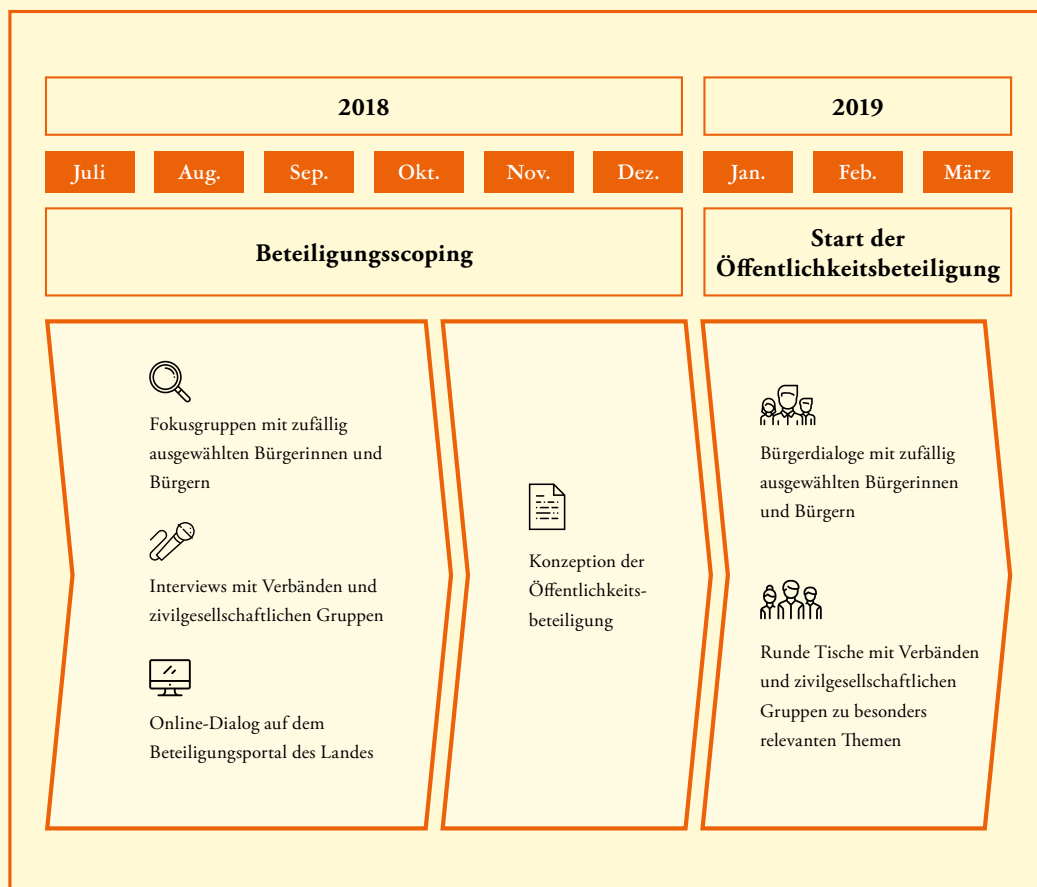 2018
2019
Juli
Aug.
Sep.
Okt.
Nov.
Dez.
Jan.
Feb.
März
Beteiligungsscoping
Start der
Öffentlichkeitsbeteiligung
Fokusgruppen mit zufällig
ausgewählten Bürgerinnen und
Bürgern
Interviews mit Verbänden und
zivilgesellschaftlichen Gruppen
Online-Dialog auf dem
Beteiligungsportal des Landes
Konzeption der
Öffentlichkeits-
beteiligung
Bürgerdialoge mit zufällig
ausgewählten Bürgerinnen
und Bürgern
Runde Tische mit Verbänden
und zivilgesellschaftlichen
Gruppen zu besonders
relevanten Themen